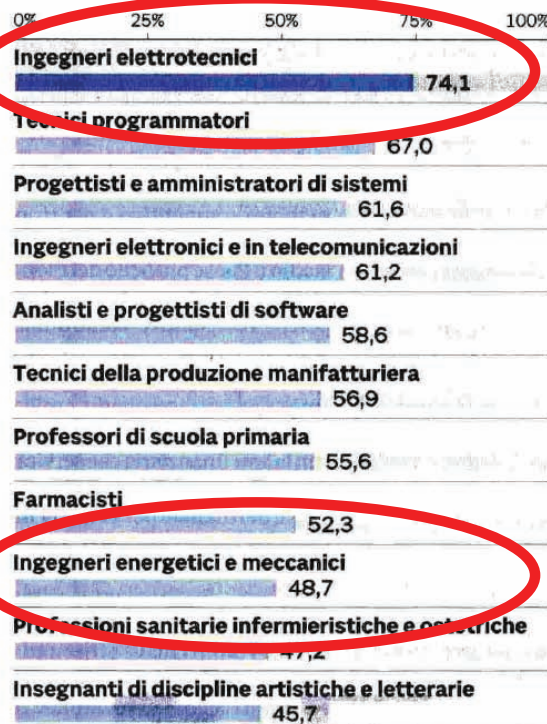 0% 25% 50% 75% 100%
Ingegneri elettrotecnici
74,1
Tecnici programmatori
67,0
Progettisti e amministratori di sistemi
61,6
Ingegneri elettronici e in telecomunicazioni
61,2
Analisti e progettisti di software
58,6
Tecnici della produzione manifatturiera
56,9
Professori di scuola primaria
55,6
Farmacisti
52,3
Ingegneri energetici e meccanici
48,7
Professioni sanitarie infermieristiche e ostetriche
47,2
Insegnanti di discipline artistiche e letterarie
45,7